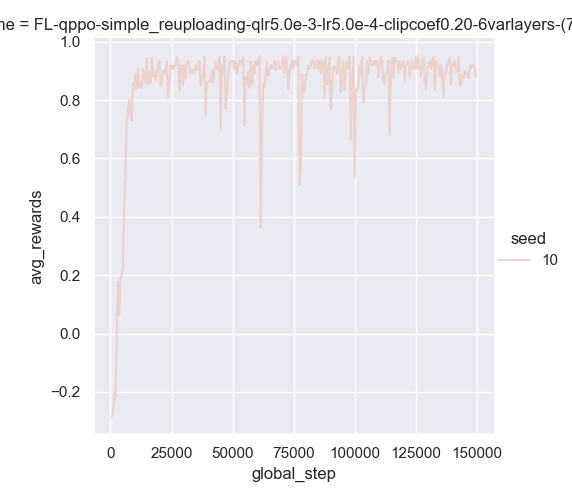 me = FL-qppo-simple_reuploading-qlr5.0e-3-lr5.0e-4-clipcoef0.20-6varlayers-(7
1.0
0.8
0.6
0.4
0.2
0.0
−0.2
avg_rewards
0 25000 50000 75000 100000 125000 150000
global_step
seed
10